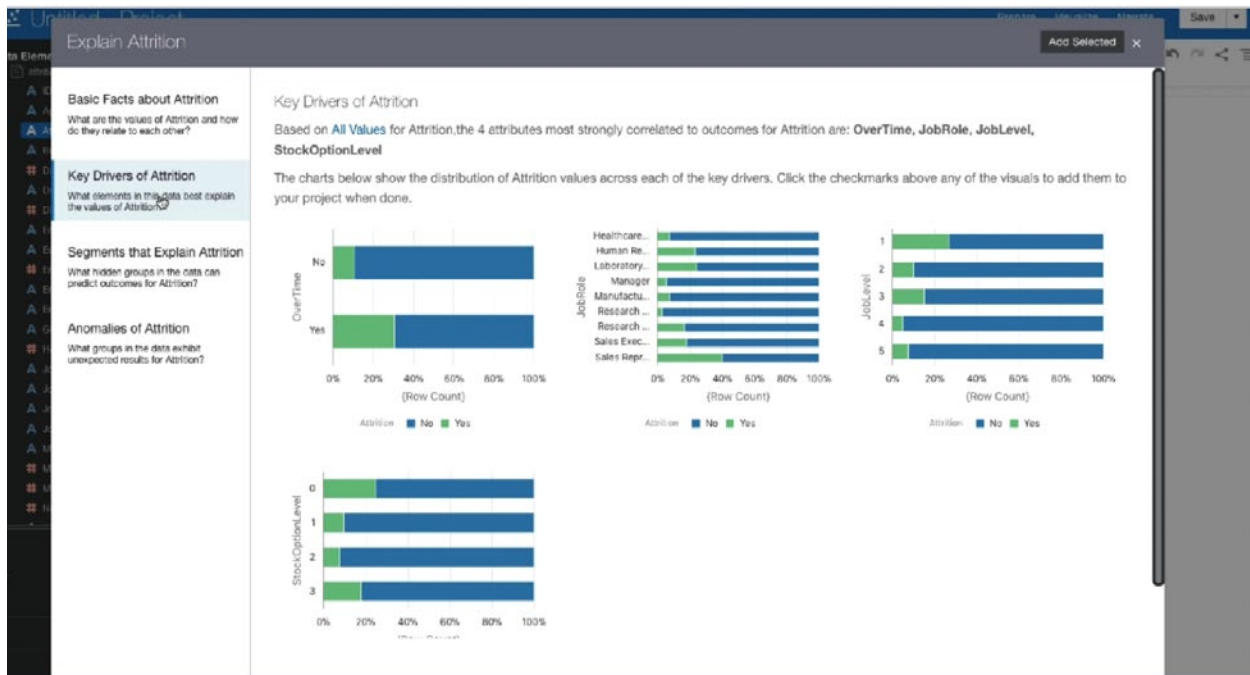 Untitled Project
Prepare Visualize Narrate
Save
Explain Attrition
Add Selected
Basic Facts about Attrition
What are the values of Attrition and how
do they relate to each other?
Key Drivers of Attrition
What elements in this data best explain
the values of Attrition?
Segments that Explain Attrition
What hidden groups in the data can
predict outcomes for Attrition?
Anomalies of Attrition
What groups in the data exhibit
unexpected results for Attrition?
Key Drivers of Attrition
Based on All Values for Attrition,the 4 attributes most strongly correlated to outcomes for Attrition are: OverTime, JobRole, JobLevel,
StockOptionLevel
The charts below show the distribution of Attrition values across each of the key drivers. Click the checkmarks above any of the visuals to add them to
your project when done.
OverTime
No
Yes
0% 20% 40% 60% 80% 100%
(Row Count)
Attrition No Yes
JobRole
Healthcare...
Human Re...
Laboratory...
Manager
Manufactu...
Research ...
Research ...
Sales Exec...
Sales Repr...
0% 20% 40% 60% 80% 100%
(Row Count)
Attrition No Yes
JobLevel
1
2
3
4
5
0% 20% 40% 60% 80% 100%
(Row Count)
Attrition No Yes
StockOptionLevel
0
1
2
3
0% 20% 40% 60% 80% 100%